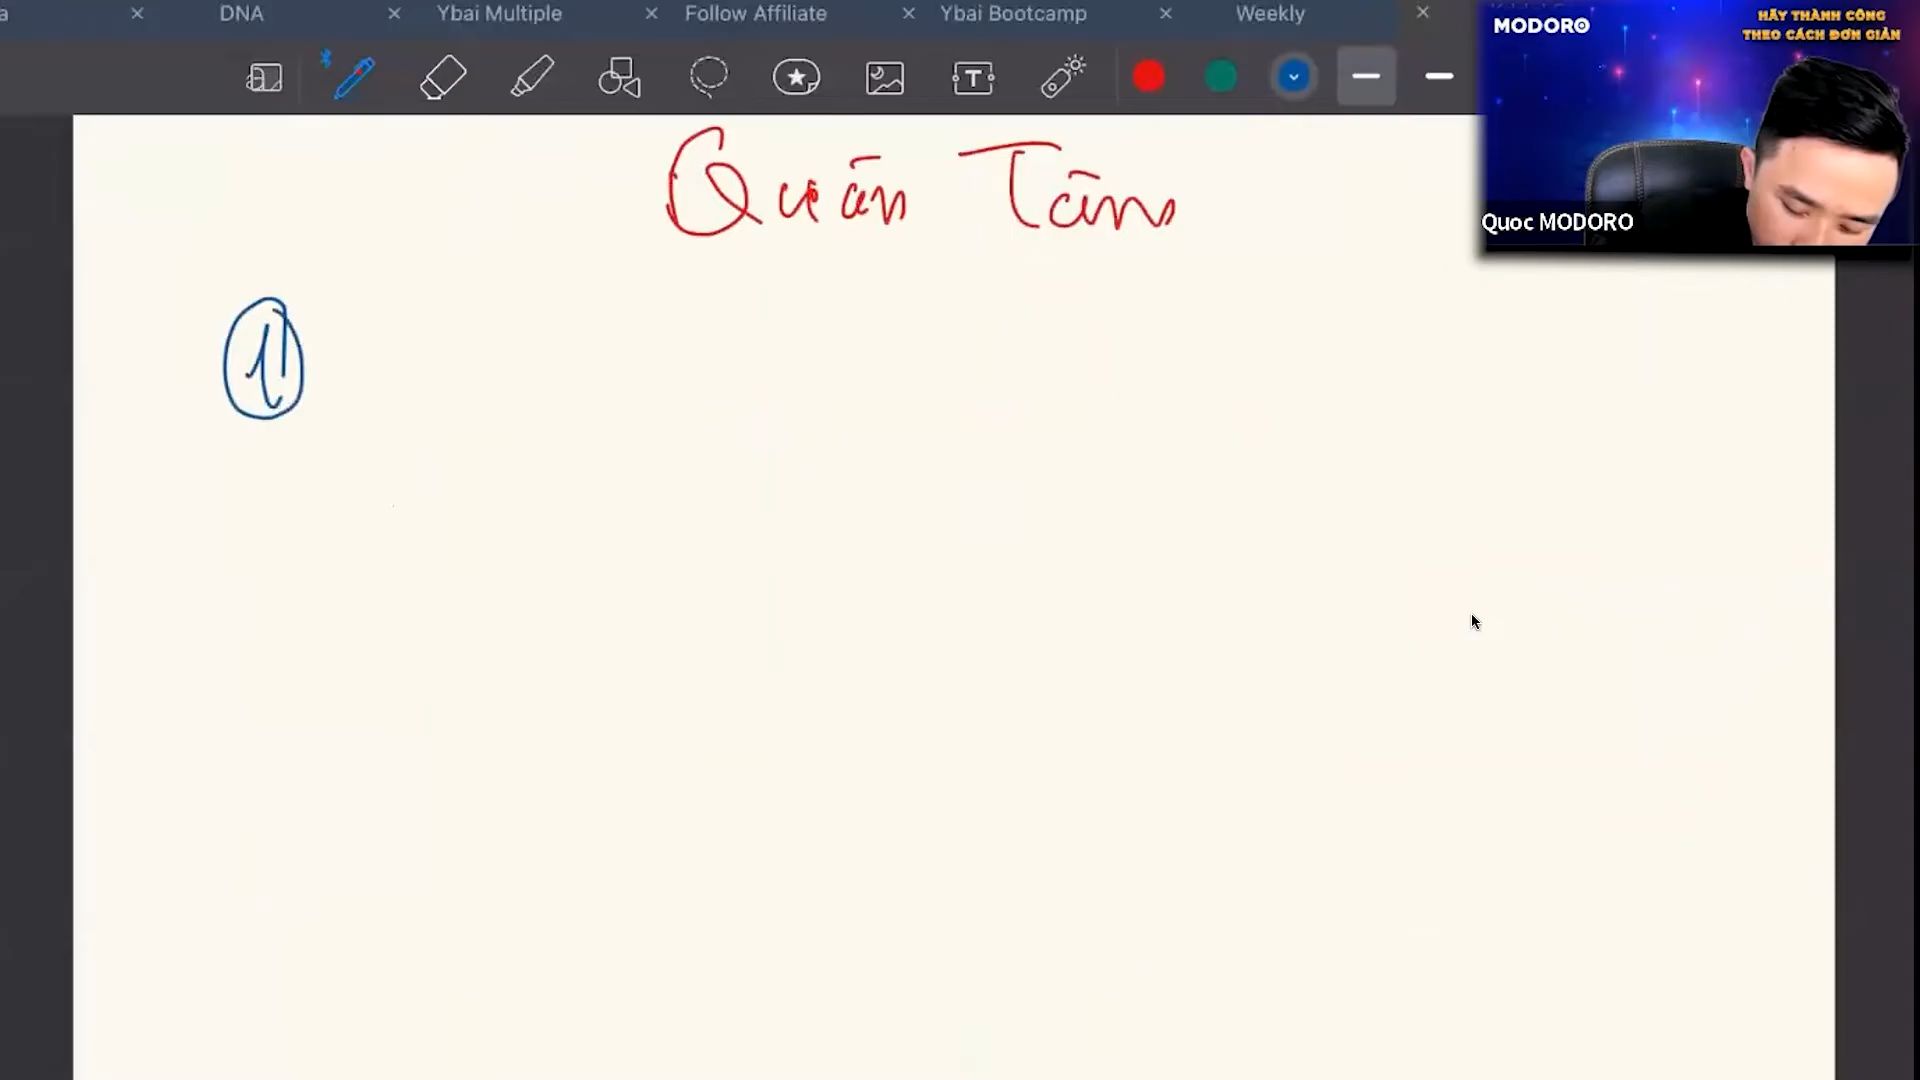 DNA
Ybai Multiple
Follow Affiliate
Ybai Bootcamp
Weekly
MODORO
HÃY THÀNH CÔNG
THEO CÁCH ĐƠN GIẢN
Quoc MODORO
T
Quân Tâm
1